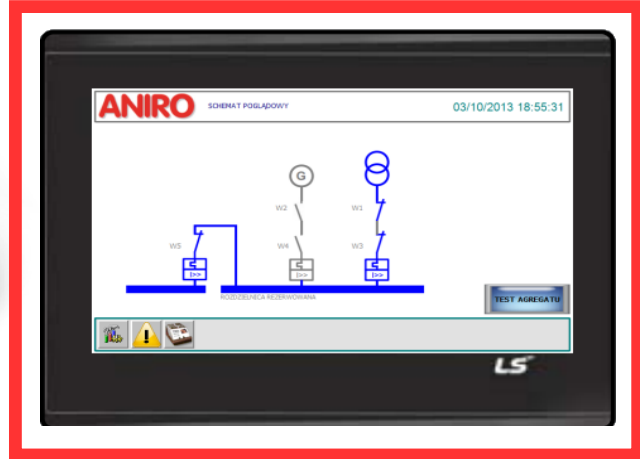 ANIRO
SCHEMAT POGLĄDOWY
03/10/2013 18:55:31
G
W2
W1
W5
W4
W3
I>>
I>>
I>>
ROZDZIELNICA REZERWOWANA
TEST AGREGATU
LS